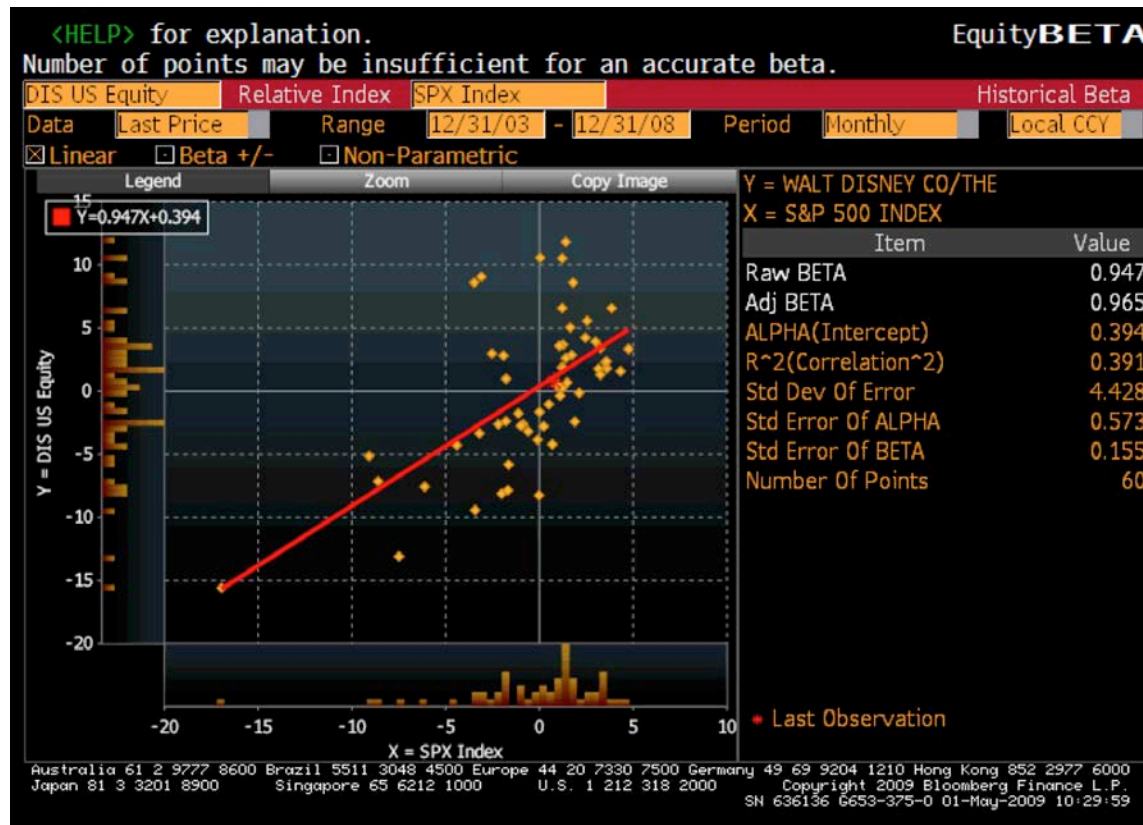 <HELP> for explanation. EquityBETA
Number of points may be insufficient for an accurate beta.
DIS US Equity Relative Index SPX Index Historical Beta
Data Last Price Range 12/31/03 - 12/31/08 Period Monthly Local CCY
Linear Beta +/- Non-Parametric
Legend Zoom Copy Image
Y=0.947X+0.394
15
10
5
0
-5
-10
-15
-20
Y = DIS US Equity
-20 -15 -10 -5 0 5 10
X = SPX Index
Y = WALT DISNEY CO/THE
X = S&P 500 INDEX
Item Value
Raw BETA 0.947
Adj BETA 0.965
ALPHA(Intercept) 0.394
R^2(Correlation^2) 0.391
Std Dev Of Error 4.428
Std Error Of ALPHA 0.573
Std Error Of BETA 0.155
Number Of Points 60
* Last Observation
Australia 61 2 9777 8600 Brazil 5511 3048 4500 Europe 44 20 7330 7500 Germany 49 69 9204 1210 Hong Kong 852 2977 6000
Japan 81 3 3201 8900 Singapore 65 6212 1000 U.S. 1 212 318 2000 Copyright 2009 Bloomberg Finance L.P.
SN 636136 G653-375-0 01-May-2009 10:29:59